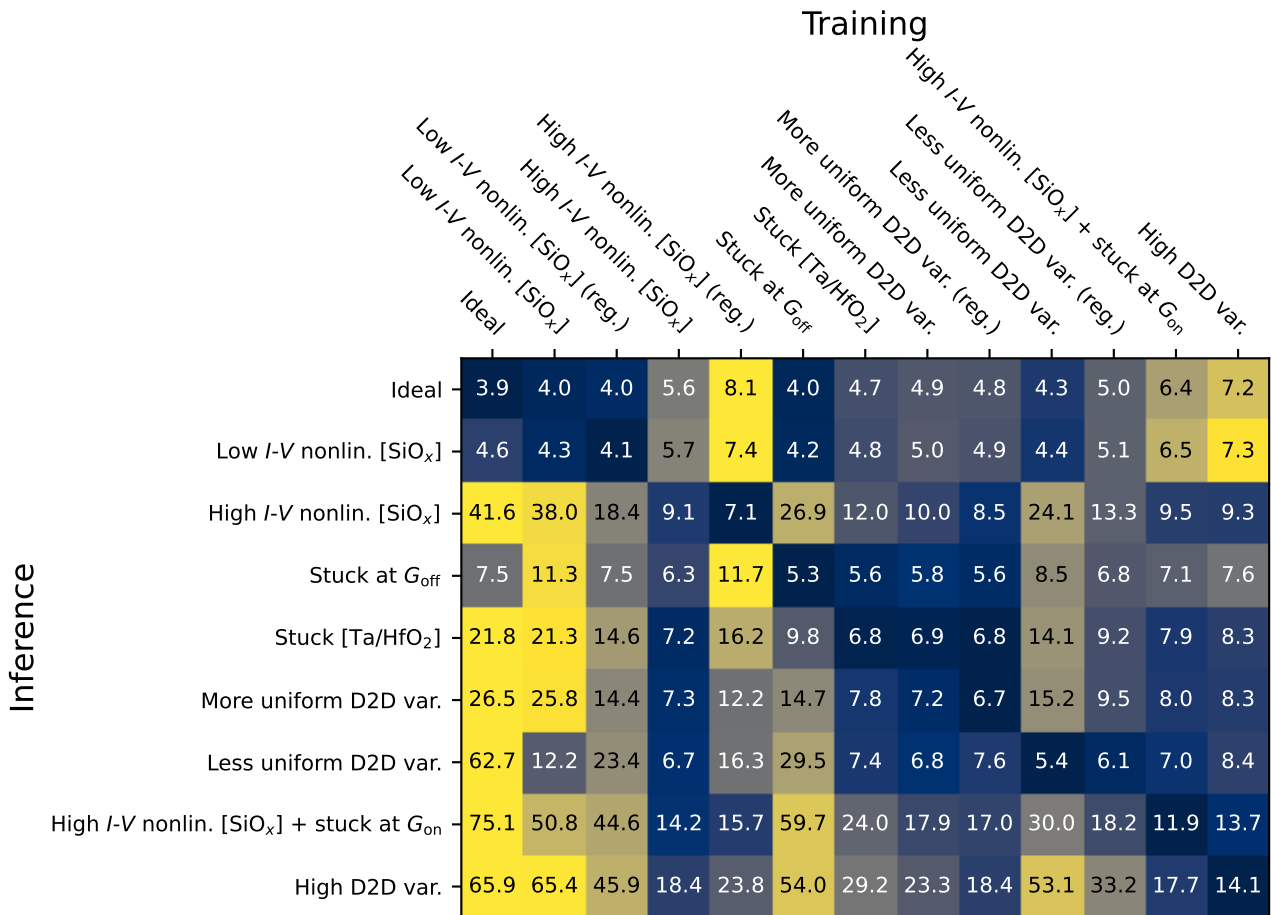 Training
Ideal
Low I-V nonlin. [SiOₓ]
Low I-V nonlin. [SiOₓ] (reg.)
High I-V nonlin. [SiOₓ]
High I-V nonlin. [SiOₓ] (reg.)
Stuck at G_off
Stuck [Ta/HfO₂]
More uniform D2D var.
More uniform D2D var. (reg.)
Less uniform D2D var.
Less uniform D2D var. (reg.)
High I-V nonlin. [SiOₓ] + stuck at G_on
High D2D var.
Inference
Ideal 3.9 4.0 4.0 5.6 8.1 4.0 4.7 4.9 4.8 4.3 5.0 6.4 7.2
Low I-V nonlin. [SiOₓ] 4.6 4.3 4.1 5.7 7.4 4.2 4.8 5.0 4.9 4.4 5.1 6.5 7.3
High I-V nonlin. [SiOₓ] 41.6 38.0 18.4 9.1 7.1 26.9 12.0 10.0 8.5 24.1 13.3 9.5 9.3
Stuck at G_off 7.5 11.3 7.5 6.3 11.7 5.3 5.6 5.8 5.6 8.5 6.8 7.1 7.6
Stuck [Ta/HfO₂] 21.8 21.3 14.6 7.2 16.2 9.8 6.8 6.9 6.8 14.1 9.2 7.9 8.3
More uniform D2D var. 26.5 25.8 14.4 7.3 12.2 14.7 7.8 7.2 6.7 15.2 9.5 8.0 8.3
Less uniform D2D var. 62.7 12.2 23.4 6.7 16.3 29.5 7.4 6.8 7.6 5.4 6.1 7.0 8.4
High I-V nonlin. [SiOₓ] + stuck at G_on 75.1 50.8 44.6 14.2 15.7 59.7 24.0 17.9 17.0 30.0 18.2 11.9 13.7
High D2D var. 65.9 65.4 45.9 18.4 23.8 54.0 29.2 23.3 18.4 53.1 33.2 17.7 14.1